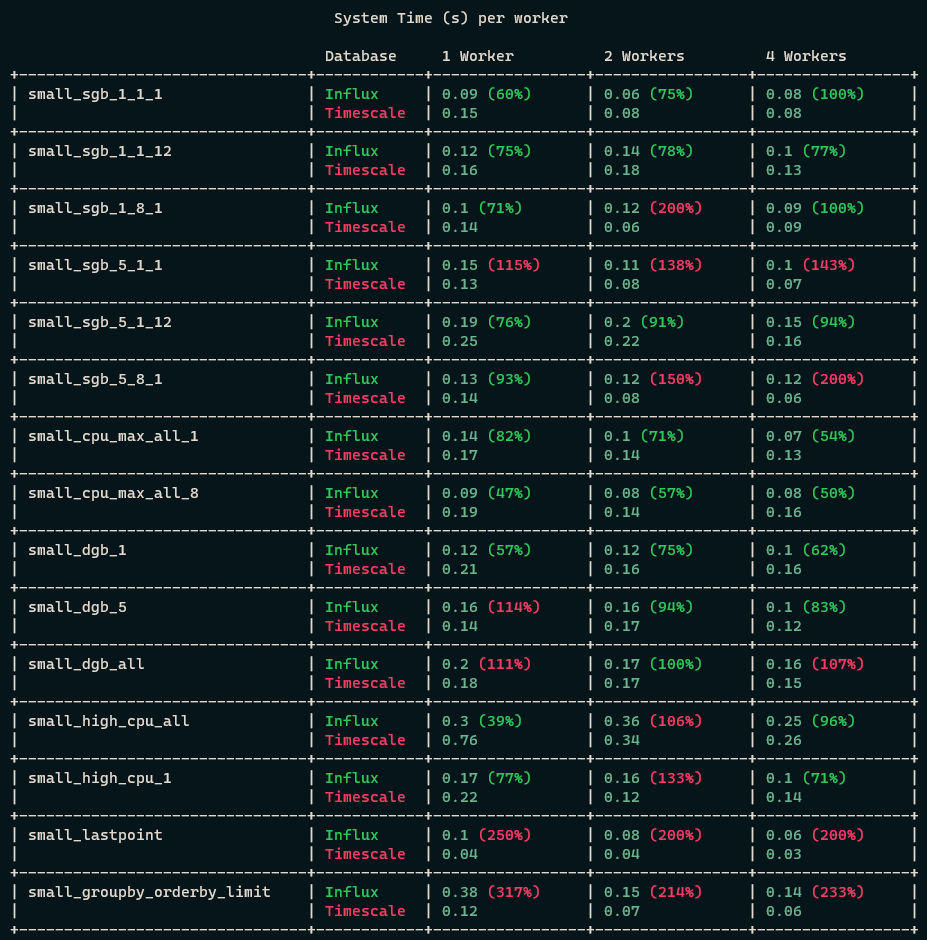 System Time (s) per worker
Database 1 Worker 2 Workers 4 Workers
small_sgb_1_1_1 Influx 0.09 (60%) 0.06 (75%) 0.08 (100%)
Timescale 0.15 0.08 0.08
small_sgb_1_1_12 Influx 0.12 (75%) 0.14 (78%) 0.1 (77%)
Timescale 0.16 0.18 0.13
small_sgb_1_8_1 Influx 0.1 (71%) 0.12 (200%) 0.09 (100%)
Timescale 0.14 0.06 0.09
small_sgb_5_1_1 Influx 0.15 (115%) 0.11 (138%) 0.1 (143%)
Timescale 0.13 0.08 0.07
small_sgb_5_1_12 Influx 0.19 (76%) 0.2 (91%) 0.15 (94%)
Timescale 0.25 0.22 0.16
small_sgb_5_8_1 Influx 0.13 (93%) 0.12 (150%) 0.12 (200%)
Timescale 0.14 0.08 0.06
small_cpu_max_all_1 Influx 0.14 (82%) 0.1 (71%) 0.07 (54%)
Timescale 0.17 0.14 0.13
small_cpu_max_all_8 Influx 0.09 (47%) 0.08 (57%) 0.08 (50%)
Timescale 0.19 0.14 0.16
small_dgb_1 Influx 0.12 (57%) 0.12 (75%) 0.1 (62%)
Timescale 0.21 0.16 0.16
small_dgb_5 Influx 0.16 (114%) 0.16 (94%) 0.1 (83%)
Timescale 0.14 0.17 0.12
small_dgb_all Influx 0.2 (111%) 0.17 (100%) 0.16 (107%)
Timescale 0.18 0.17 0.15
small_high_cpu_all Influx 0.3 (39%) 0.36 (106%) 0.25 (96%)
Timescale 0.76 0.34 0.26
small_high_cpu_1 Influx 0.17 (77%) 0.16 (133%) 0.1 (71%)
Timescale 0.22 0.12 0.14
small_lastpoint Influx 0.1 (250%) 0.08 (200%) 0.06 (200%)
Timescale 0.04 0.04 0.03
small_groupby_orderby_limit Influx 0.38 (317%) 0.15 (214%) 0.14 (233%)
Timescale 0.12 0.07 0.06